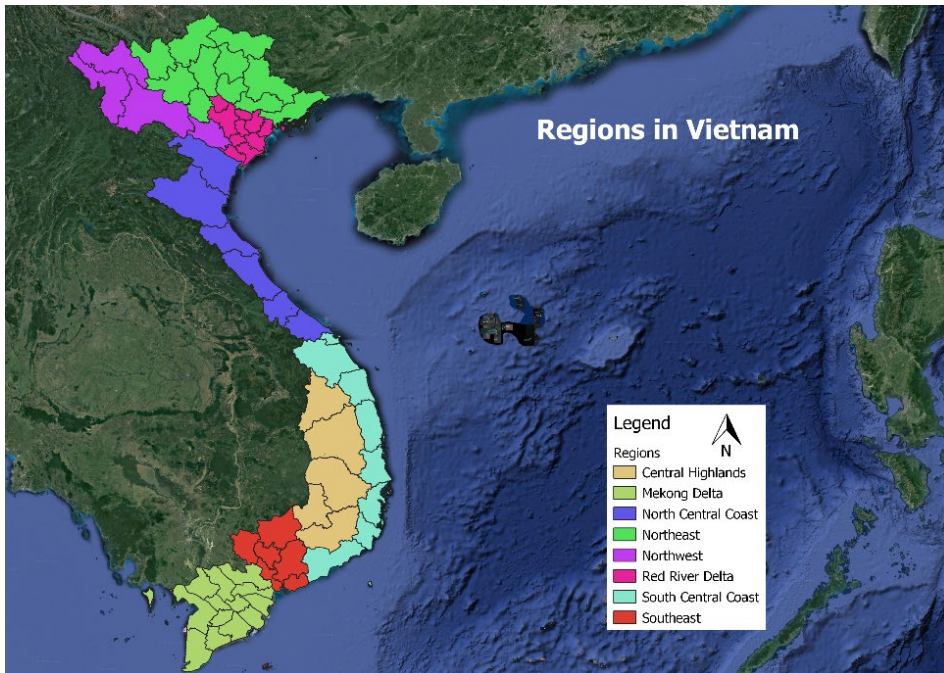 Regions in Vietnam
Legend
N
Regions
Central Highlands
Mekong Delta
North Central Coast
Northeast
Northwest
Red River Delta
South Central Coast
Southeast